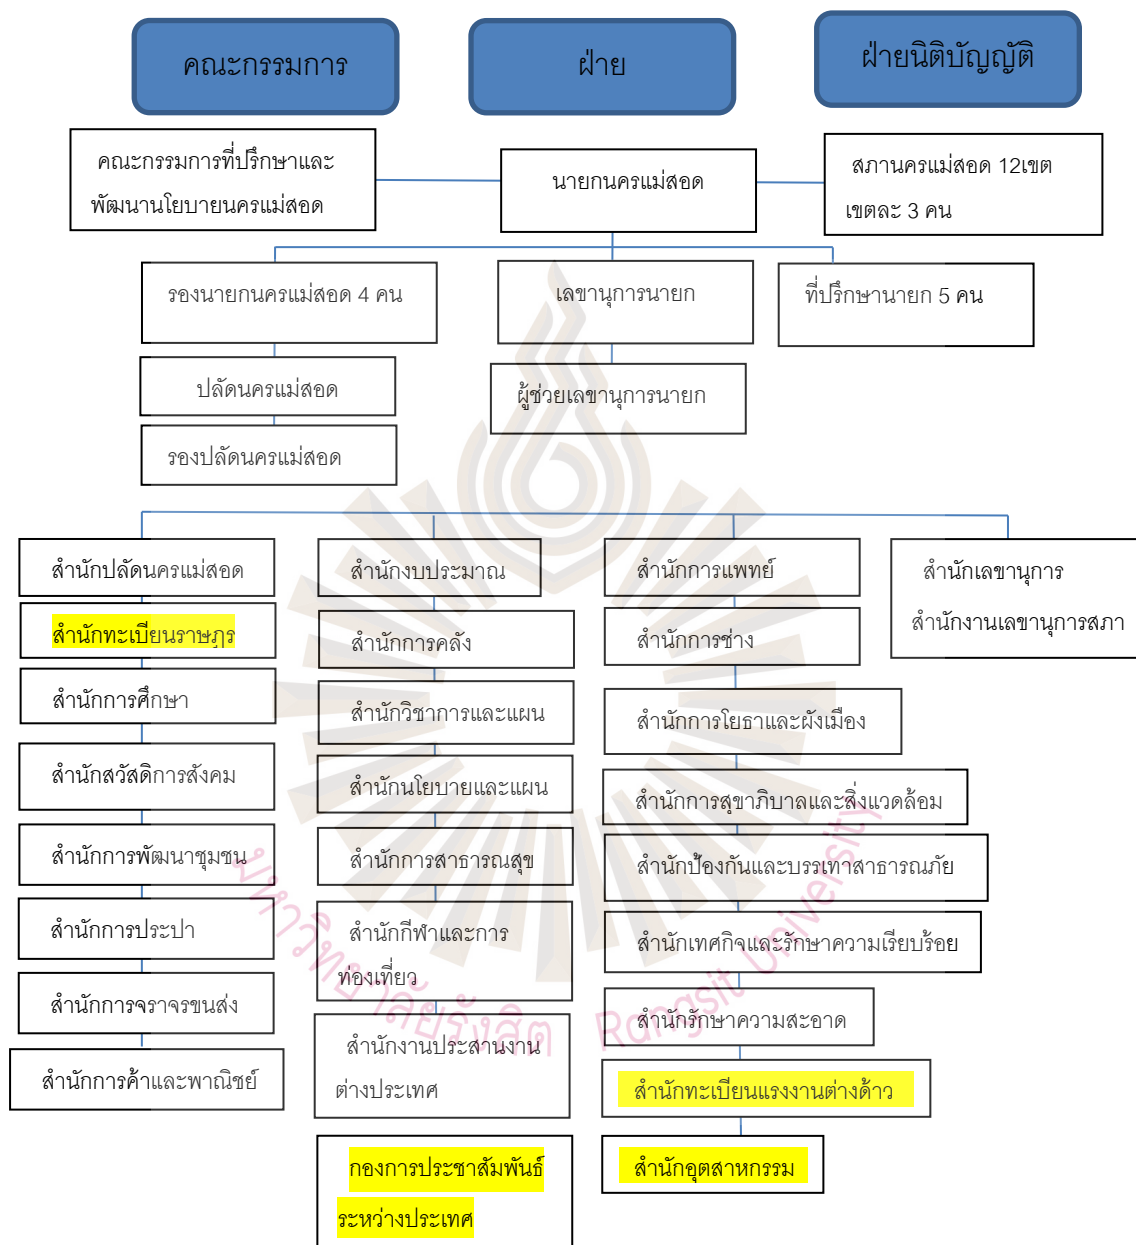 คณะกรรมการ
ฝ่าย
ฝ่ายนิติบัญญัติ
คณะกรรมการที่ปรึกษาและ
พัฒนานโยบายนครแม่สอด
นายกนครแม่สอด
สภานครแม่สอด 12เขต
เขตละ 3 คน
รองนายกนครแม่สอด 4 คน
เลขานุการนายก
ที่ปรึกษานายก 5 คน
ปลัดนครแม่สอด
ผู้ช่วยเลขานุการนายก
รองปลัดนครแม่สอด
สำนักปลัดนครแม่สอด
สำนักทะเบียนราษฎร
สำนักการศึกษา
สำนักสวัสดิการสังคม
สำนักการพัฒนาชุมชน
สำนักการประปา
สำนักการจราจรขนส่ง
สำนักการค้าและพาณิชย์
สำนักงบประมาณ
สำนักการคลัง
สำนักวิชาการและแผน
สำนักนโยบายและแผน
สำนักการสาธารณสุข
สำนักกีฬาและการ
ท่องเที่ยว
สำนักงานประสานงาน
ต่างประเทศ
กองการประชาสัมพันธ์
ระหว่างประเทศ
สำนักการแพทย์
สำนักการช่าง
สำนักการโยธาและผังเมือง
สำนักการสุขาภิบาลและสิ่งแวดล้อม
สำนักป้องกันและบรรเทาสาธารณภัย
สำนักเทศกิจและรักษาความเรียบร้อย
สำนักรักษาความสะอาด
สำนักทะเบียนแรงงานต่างด้าว
สำนักอุตสาหกรรม
สำนักเลขานุการ
สำนักงานเลขานุการสภา
มหาวิทยาลัยรังสิต Rangsit University